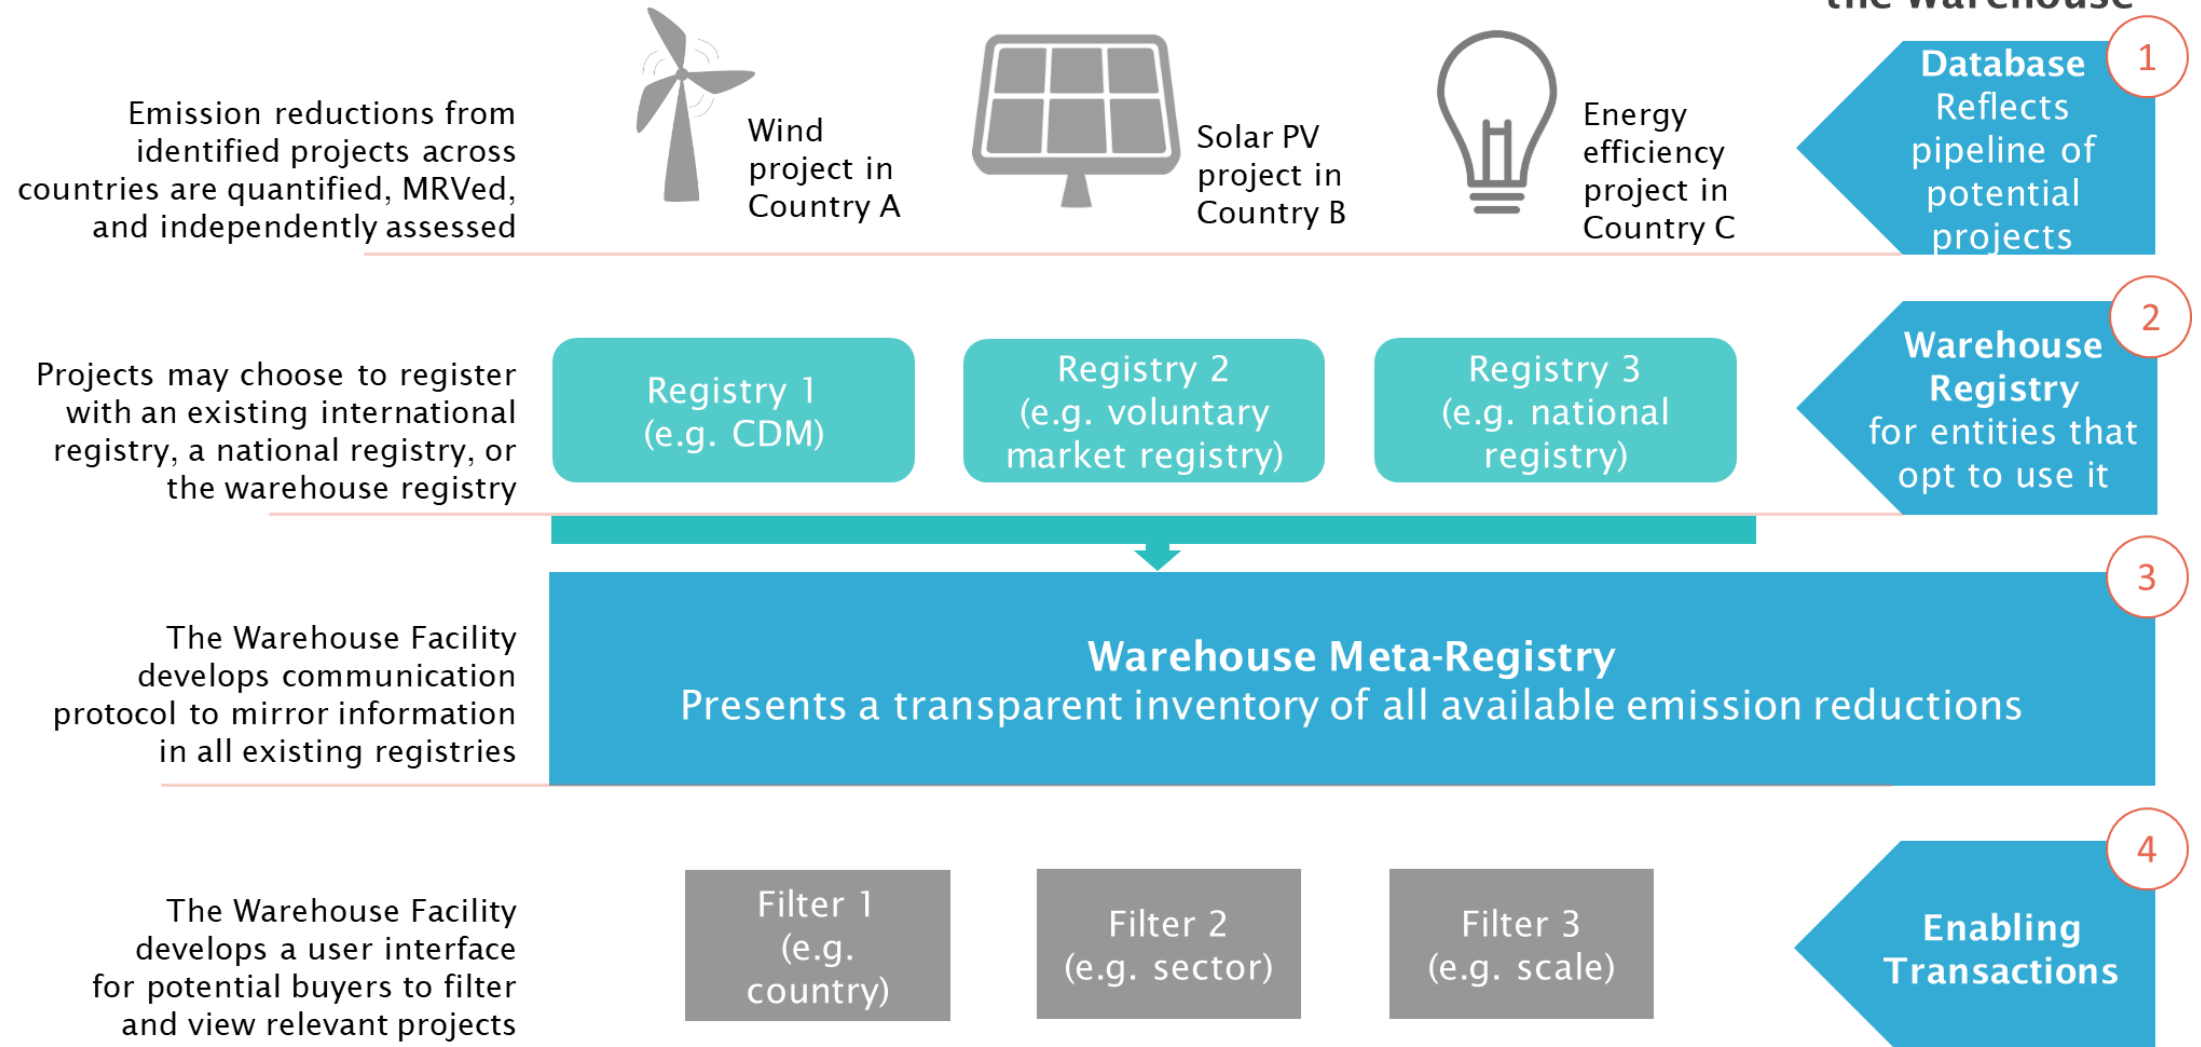 the Warehouse
Emission reductions from
identified projects across
countries are quantified, MRVed,
and independently assessed
Wind
project in
Country A
Solar PV
project in
Country B
Energy
efficiency
project in
Country C
Database
Reflects
pipeline of
potential
projects
1
Projects may choose to register
with an existing international
registry, a national registry, or
the warehouse registry
Registry 1
(e.g. CDM)
Registry 2
(e.g. voluntary
market registry)
Registry 3
(e.g. national
registry)
Warehouse
Registry
for entities that
opt to use it
2
The Warehouse Facility
develops communication
protocol to mirror information
in all existing registries
Warehouse Meta-Registry
Presents a transparent inventory of all available emission reductions
3
The Warehouse Facility
develops a user interface
for potential buyers to filter
and view relevant projects
Filter 1
(e.g.
country)
Filter 2
(e.g. sector)
Filter 3
(e.g. scale)
Enabling
Transactions
4